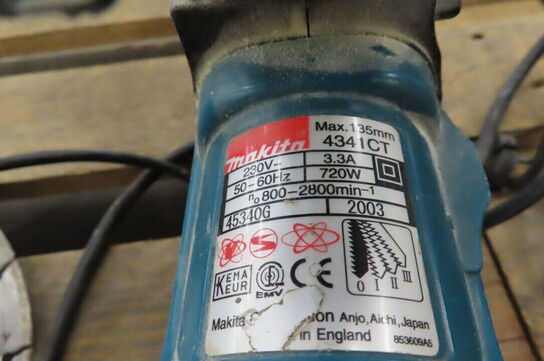 Max. 135mm
makita 4341CT
230V~ 3.3A
50-60Hz 720W
n₀ 800-2800min-1
45340G 2003
S
0 I II III
KEMA
KEUR
EMV
CE
Makita Anjo, Aichi, Japan
in England 853609A5